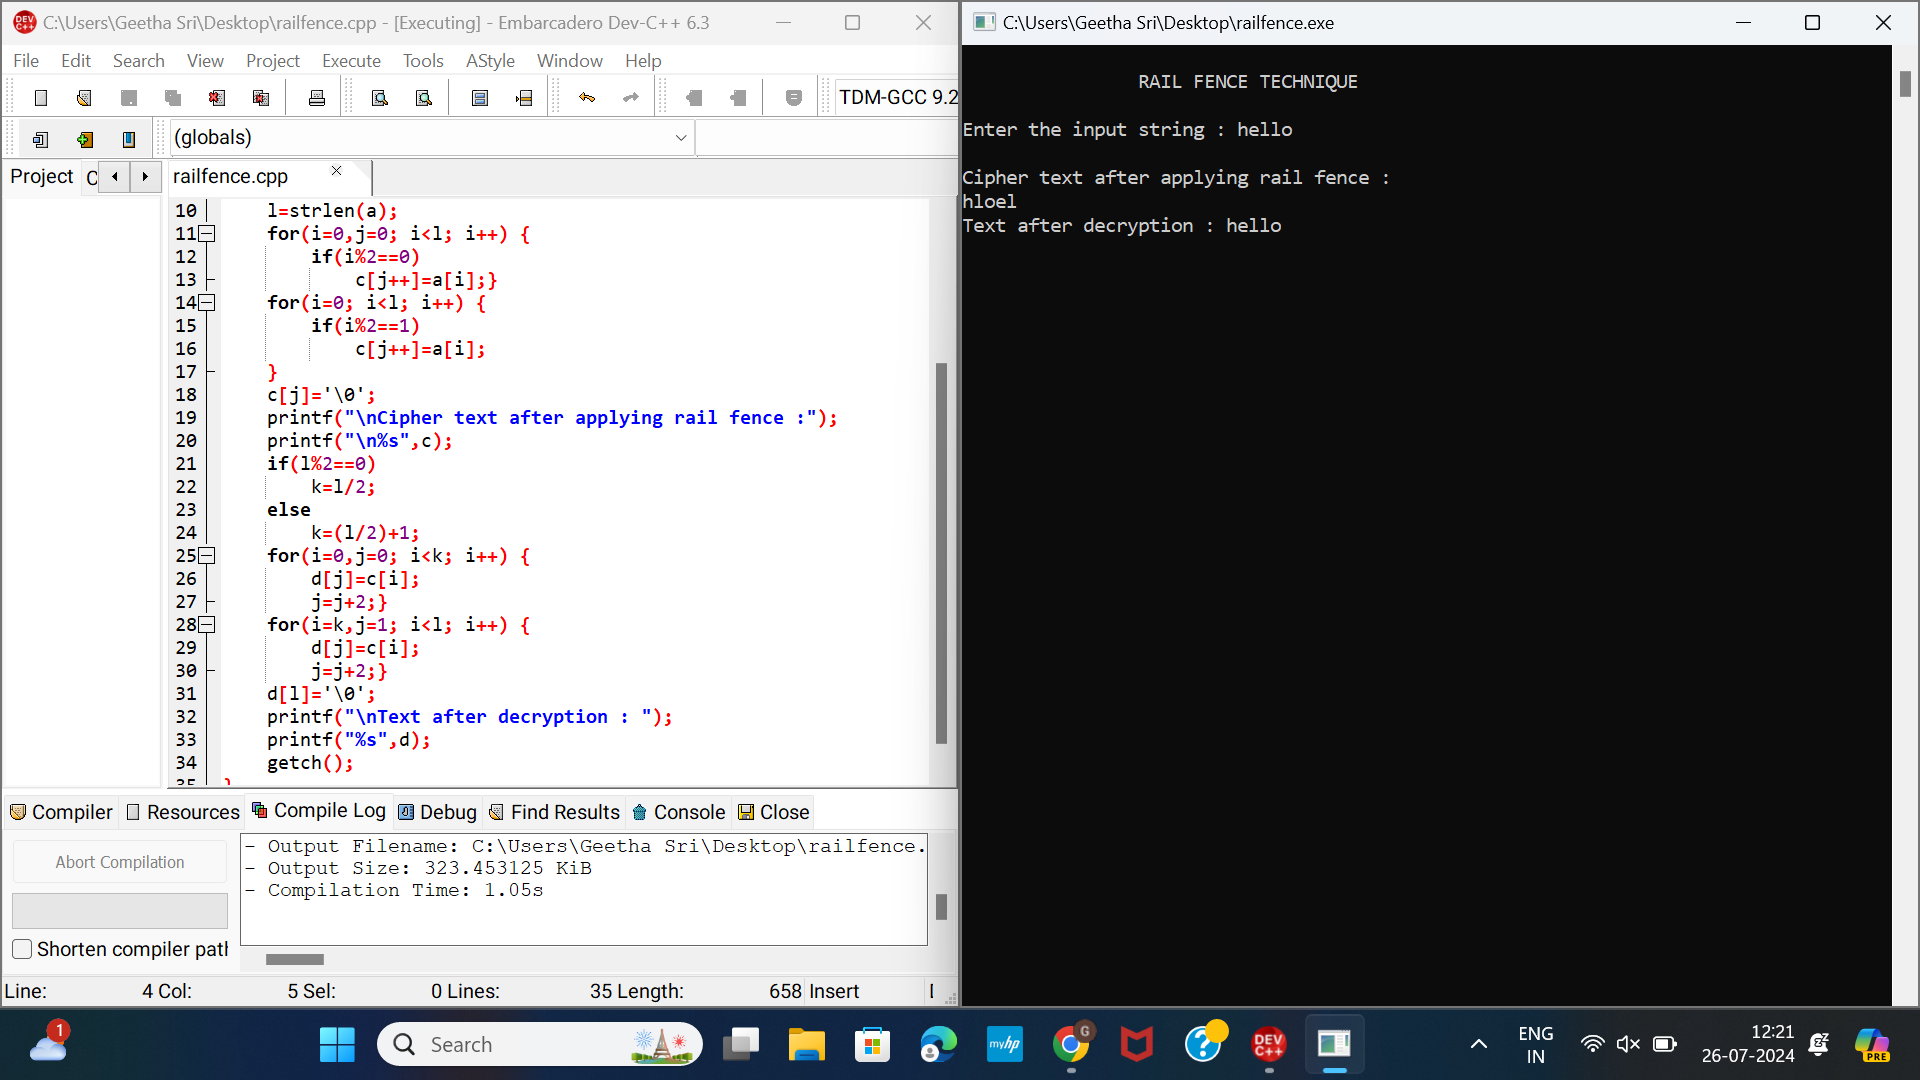 C:\Users\Geetha Sri\Desktop\railfence.cpp - [Executing] - Embarcadero Dev-C++ 6.3
File Edit Search View Project Execute Tools AStyle Window Help
TDM-GCC 9.2
(globals)
Project C
railfence.cpp
10 l=strlen(a);
11 for(i=0,j=0; i<l; i++) {
12 if(i%2==0)
13 c[j++]=a[i];}
14 for(i=0; i<l; i++) {
15 if(i%2==1)
16 c[j++]=a[i];
17 }
18 c[j]='\0';
19 printf("\nCipher text after applying rail fence :");
20 printf("\n%s",c);
21 if(l%2==0)
22 k=l/2;
23 else
24 k=(l/2)+1;
25 for(i=0,j=0; i<k; i++) {
26 d[j]=c[i];
27 j=j+2;}
28 for(i=k,j=1; i<l; i++) {
29 d[j]=c[i];
30 j=j+2;}
31 d[l]='\0';
32 printf("\nText after decryption : ");
33 printf("%s",d);
34 getch();
35 }
Compiler Resources Compile Log Debug Find Results Console Close
Abort Compilation
Shorten compiler path
- Output Filename: C:\Users\Geetha Sri\Desktop\railfence.
- Output Size: 323.453125 KiB
- Compilation Time: 1.05s
Line: 4 Col: 5 Sel: 0 Lines: 35 Length: 658 Insert
C:\Users\Geetha Sri\Desktop\railfence.exe
RAIL FENCE TECHNIQUE
Enter the input string : hello
Cipher text after applying rail fence :
hloel
Text after decryption : hello
1
Search
myhp
G
DEV C++
ENG
IN
12:21
26-07-2024
PRE